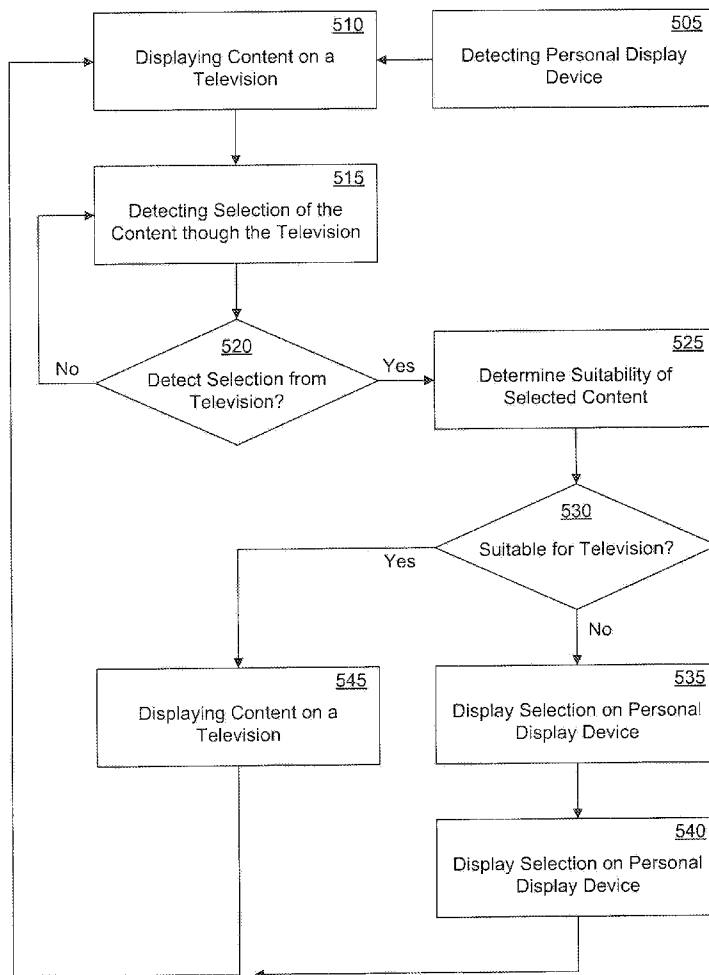 510
Displaying Content on a
Television
505
Detecting Personal Display
Device
515
Detecting Selection of the
Content though the Television
520
Detect Selection from
Television?
No
Yes
525
Determine Suitability of
Selected Content
530
Suitable for Television?
Yes
No
545
Displaying Content on a
Television
535
Display Selection on Personal
Display Device
540
Display Selection on Personal
Display Device